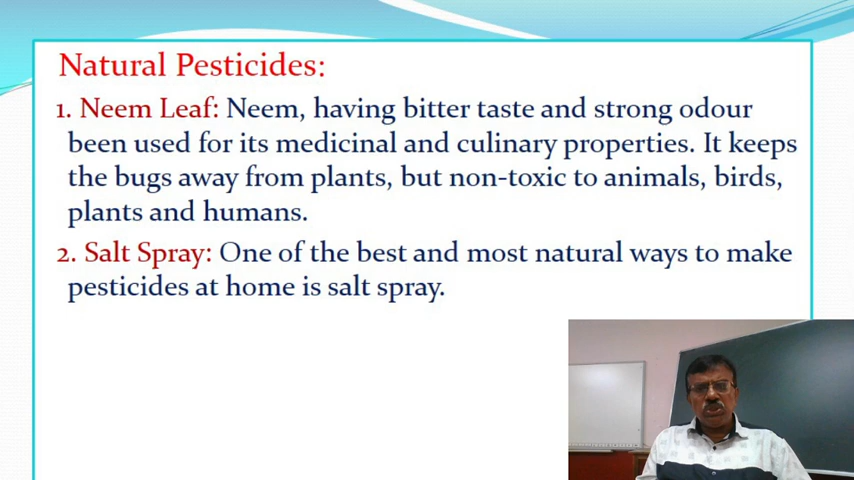 Natural Pesticides:
1. Neem Leaf: Neem, having bitter taste and strong odour
been used for its medicinal and culinary properties. It keeps
the bugs away from plants, but non-toxic to animals, birds,
plants and humans.
2. Salt Spray: One of the best and most natural ways to make
pesticides at home is salt spray.